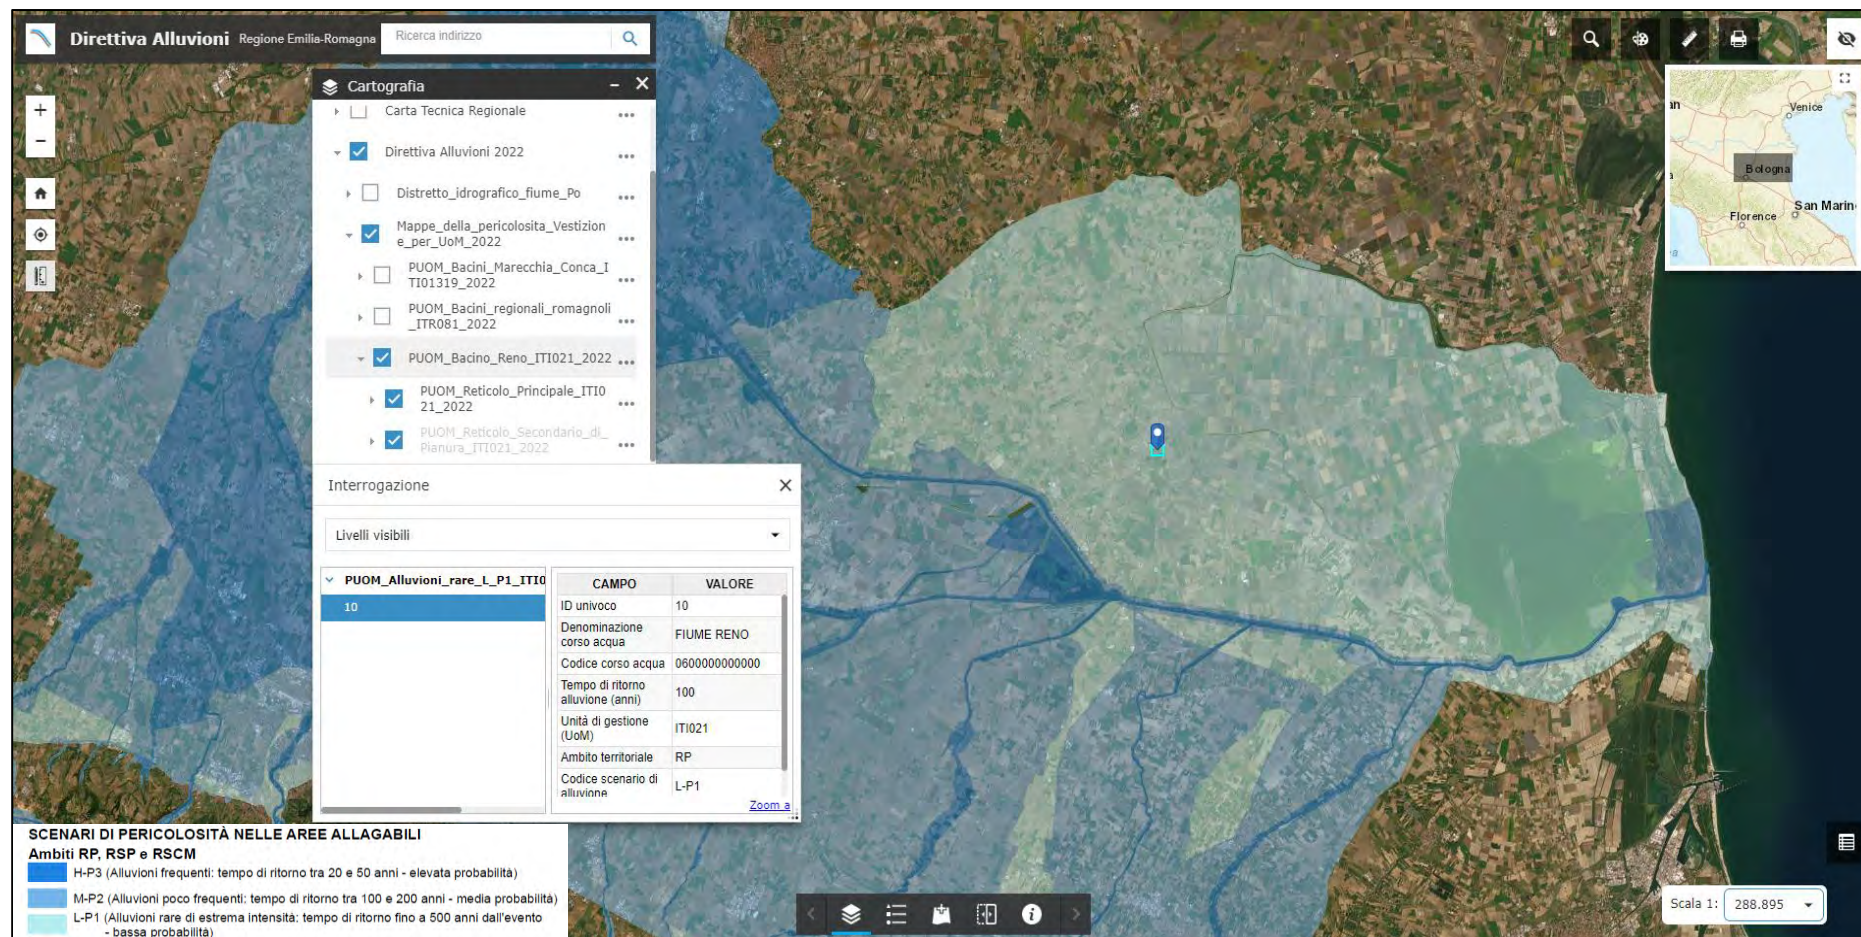 Direttiva Alluvioni Regione Emilia-Romagna
Ricerca indirizzo
Cartografia
Carta Tecnica Regionale
Direttiva Alluvioni 2022
Distretto_idrografico_fiume_Po
Mappe_della_pericolosita_Vestizion
e_per_UoM_2022
PUOM_Bacini_Marecchia_Conca_I
TI01319_2022
PUOM_Bacini_regionali_romagnoli
_ITR081_2022
PUOM_Bacino_Reno_ITI021_2022
PUOM_Reticolo_Principale_ITI0
21_2022
PUOM_Reticolo_Secondario_di_
Pianura_ITI021_2022
Interrogazione
Livelli visibili
PUOM_Alluvioni_rare_L_P1_ITI0
10
CAMPO VALORE
ID univoco 10
Denominazione
corso acqua FIUME RENO
Codice corso acqua 0600000000000
Tempo di ritorno
alluvione (anni) 100
Unità di gestione
(UoM) ITI021
Ambito territoriale RP
Codice scenario di
alluvione L-P1
Zoom a
SCENARI DI PERICOLOSITÀ NELLE AREE ALLAGABILI
Ambiti RP, RSP e RSCM
H-P3 (Alluvioni frequenti: tempo di ritorno tra 20 e 50 anni - elevata probabilità)
M-P2 (Alluvioni poco frequenti: tempo di ritorno tra 100 e 200 anni - media probabilità)
L-P1 (Alluvioni rare di estrema intensità: tempo di ritorno fino a 500 anni dall'evento
- bassa probabilità)
Venice
Bologna
San Marin
Florence
Scala 1: 288.895